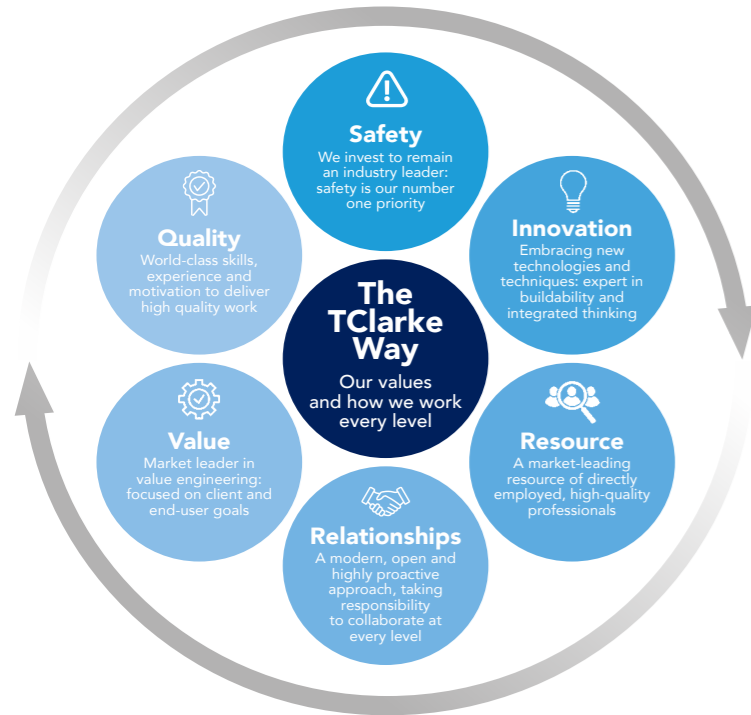 Safety
We invest to remain
an industry leader:
safety is our number
one priority
Innovation
Embracing new
technologies and
techniques: expert in
buildability and
integrated thinking
Resource
A market-leading
resource of directly
employed, high-quality
professionals
Relationships
A modern, open and
highly proactive
approach, taking
responsibility
to collaborate at
every level
Value
Market leader in
value engineering:
focused on client and
end-user goals
Quality
World-class skills,
experience and
motivation to deliver
high quality work
The
TClarke
Way
Our values
and how we work
every level